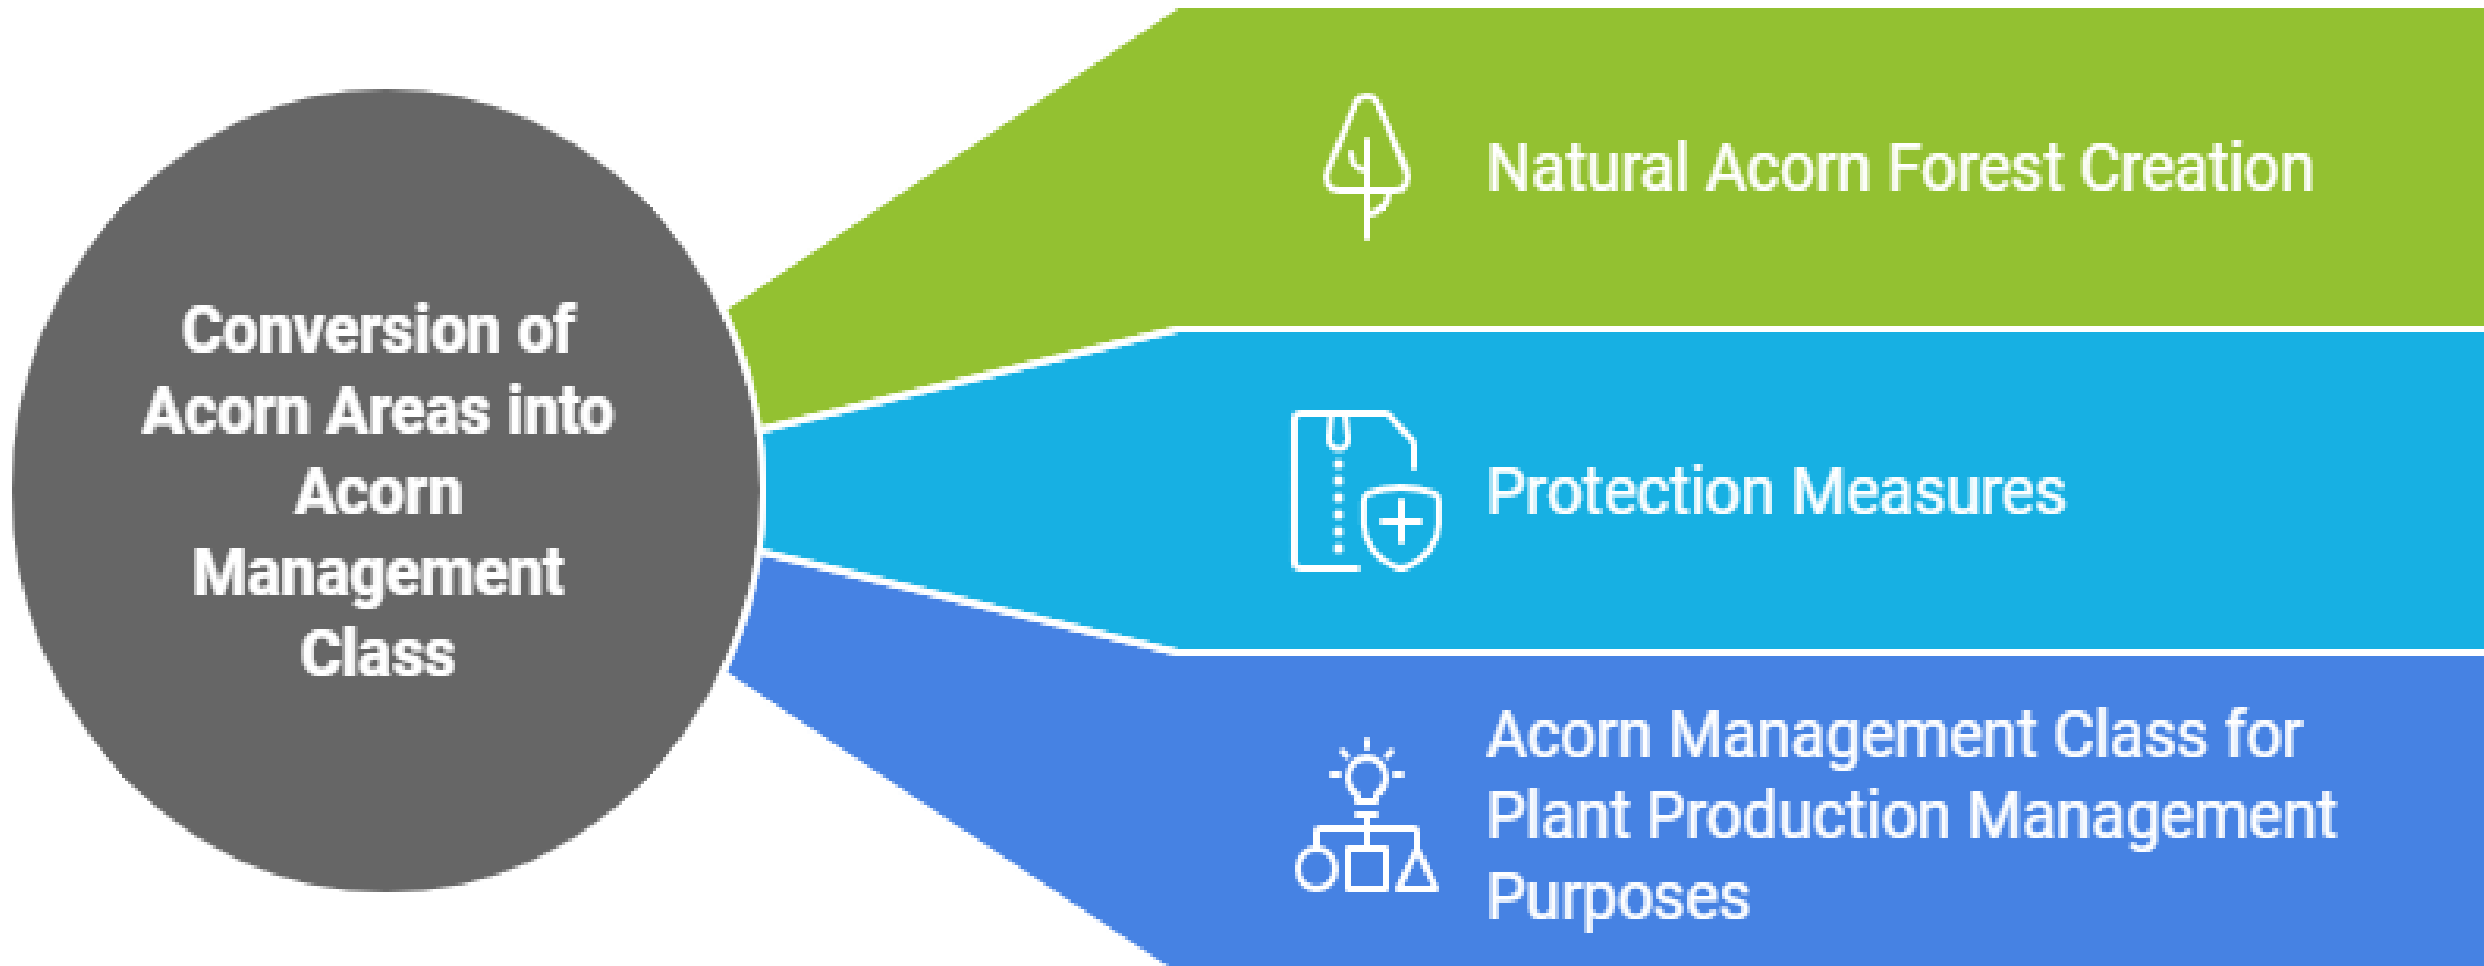 Conversion of
Acorn Areas into
Acorn
Management
Class
Natural Acorn Forest Creation
Protection Measures
Acorn Management Class for
Plant Production Management
Purposes